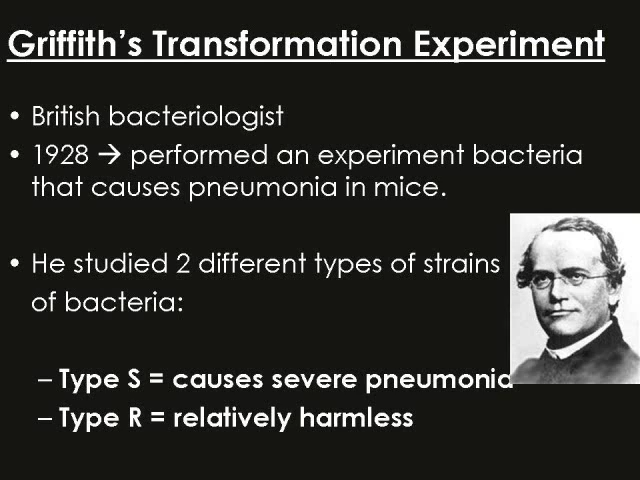 Griffith’s Transformation Experiment
• British bacteriologist
• 1928 → performed an experiment bacteria
that causes pneumonia in mice.
• He studied 2 different types of strains
of bacteria:
– Type S = causes severe pneumonia
– Type R = relatively harmless